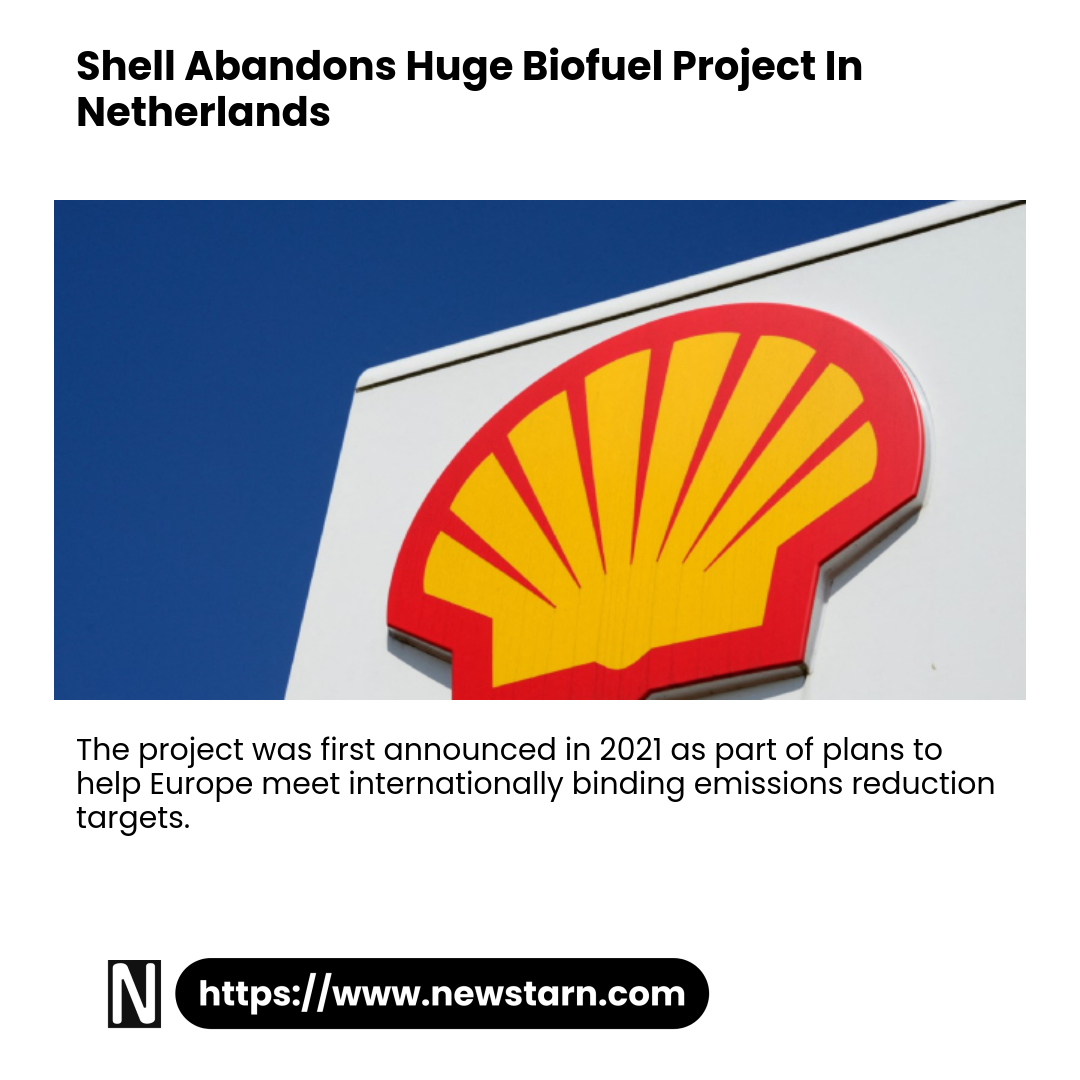 Shell Abandons Huge Biofuel Project In
Netherlands
The project was first announced in 2021 as part of plans to
help Europe meet internationally binding emissions reduction
targets.
N
https://www.newstarn.com